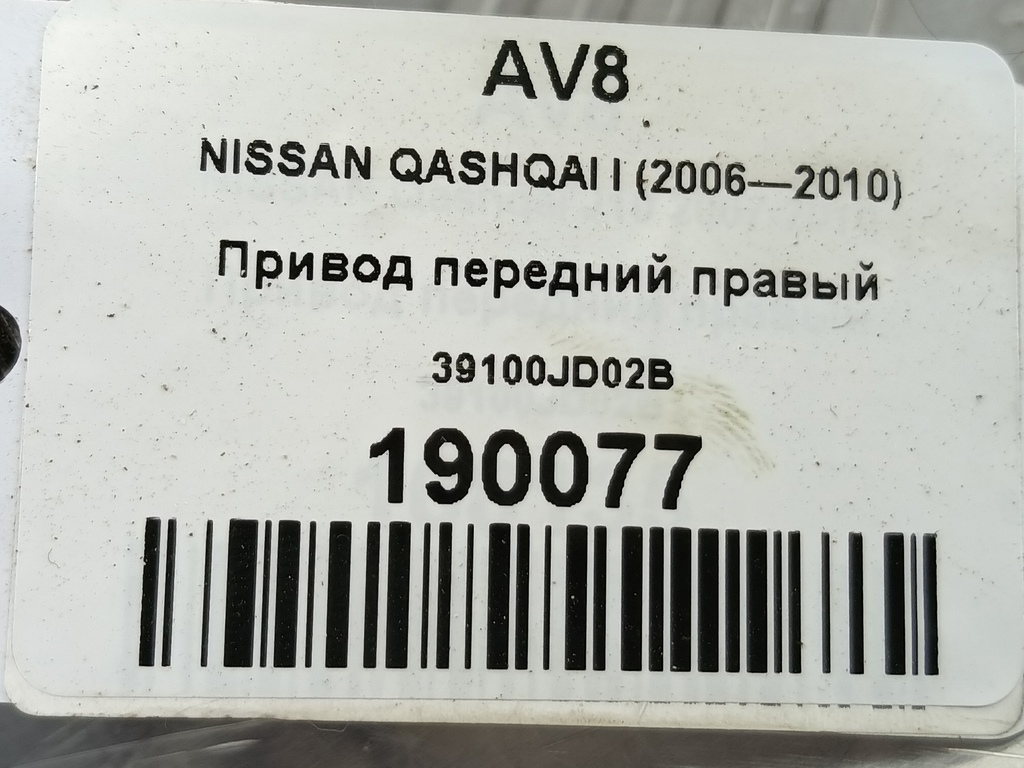 AV8
NISSAN QASHQAI I (2006—2010)
Привод передний правый
39100JD02B
190077